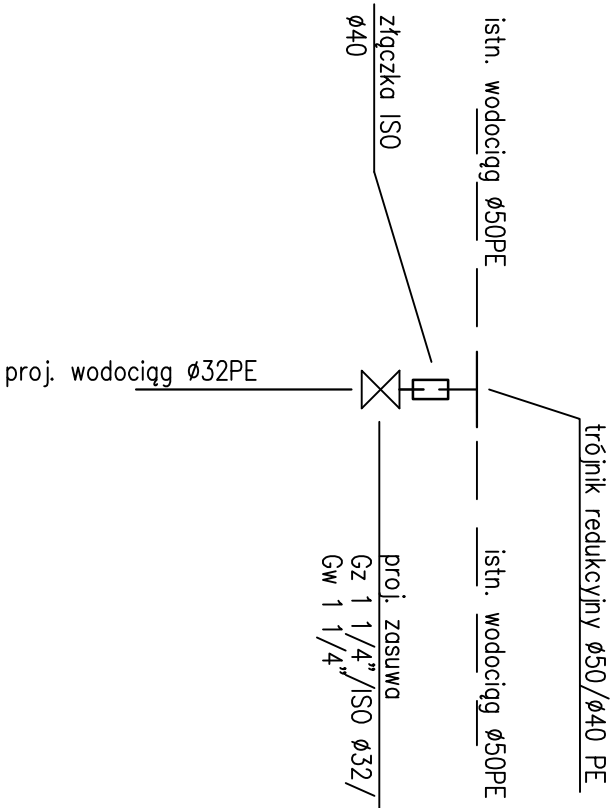 złączka ISO
ø40
istn. wodociąg ø50PE
trójnik redukcyjny ø50/ø40 PE
istn. wodociąg ø50PE
proj. zasuwa
Gz 1 1/4"/ISO ø32/
Gw 1 1/4"
proj. wodociąg ø32PE